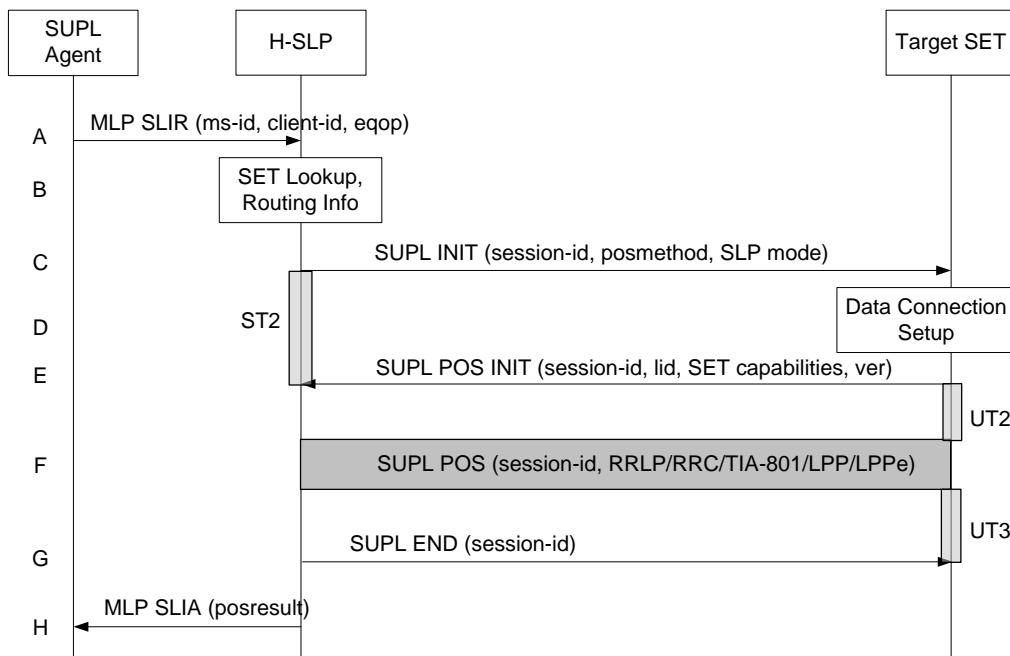 SUPL
Agent
H-SLP
Target SET
A
MLP SLIR (ms-id, client-id, eqop)
B
SET Lookup,
Routing Info
C
SUPL INIT (session-id, posmethod, SLP mode)
D
ST2
Data Connection
Setup
E
SUPL POS INIT (session-id, lid, SET capabilities, ver)
UT2
F
SUPL POS (session-id, RRLP/RRC/TIA-801/LPP/LPPe)
UT3
G
SUPL END (session-id)
H
MLP SLIA (posresult)